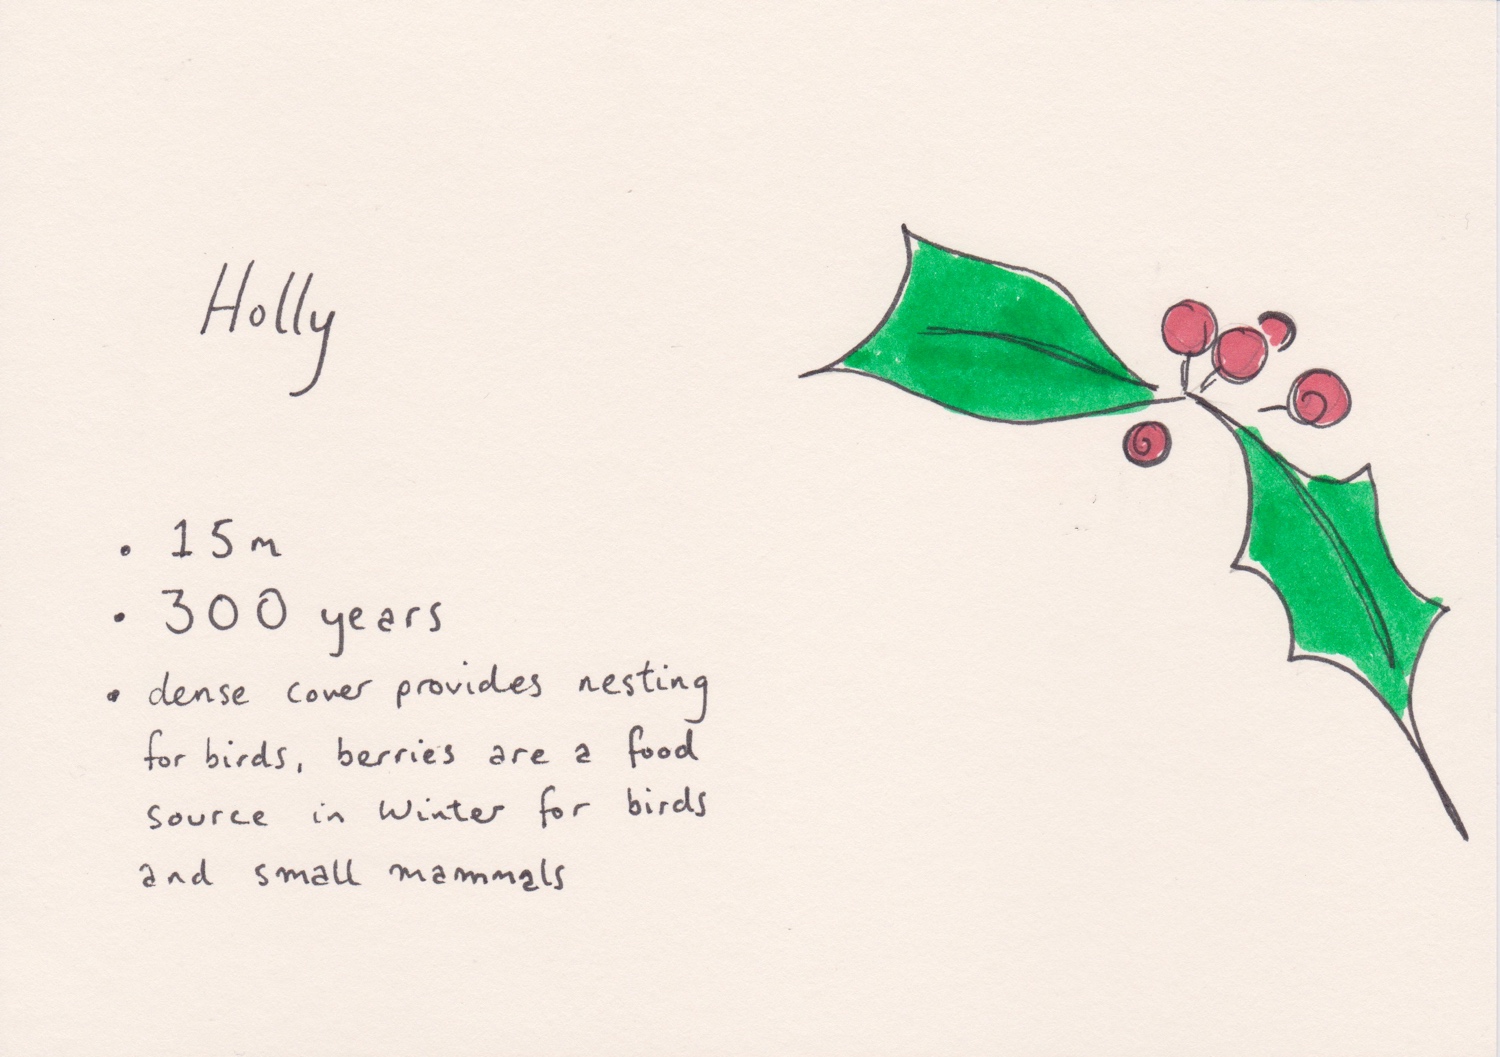 Holly
• 15m
• 300 years
• dense cover provides nesting
for birds, berries are a food
source in Winter for birds
and small mammals